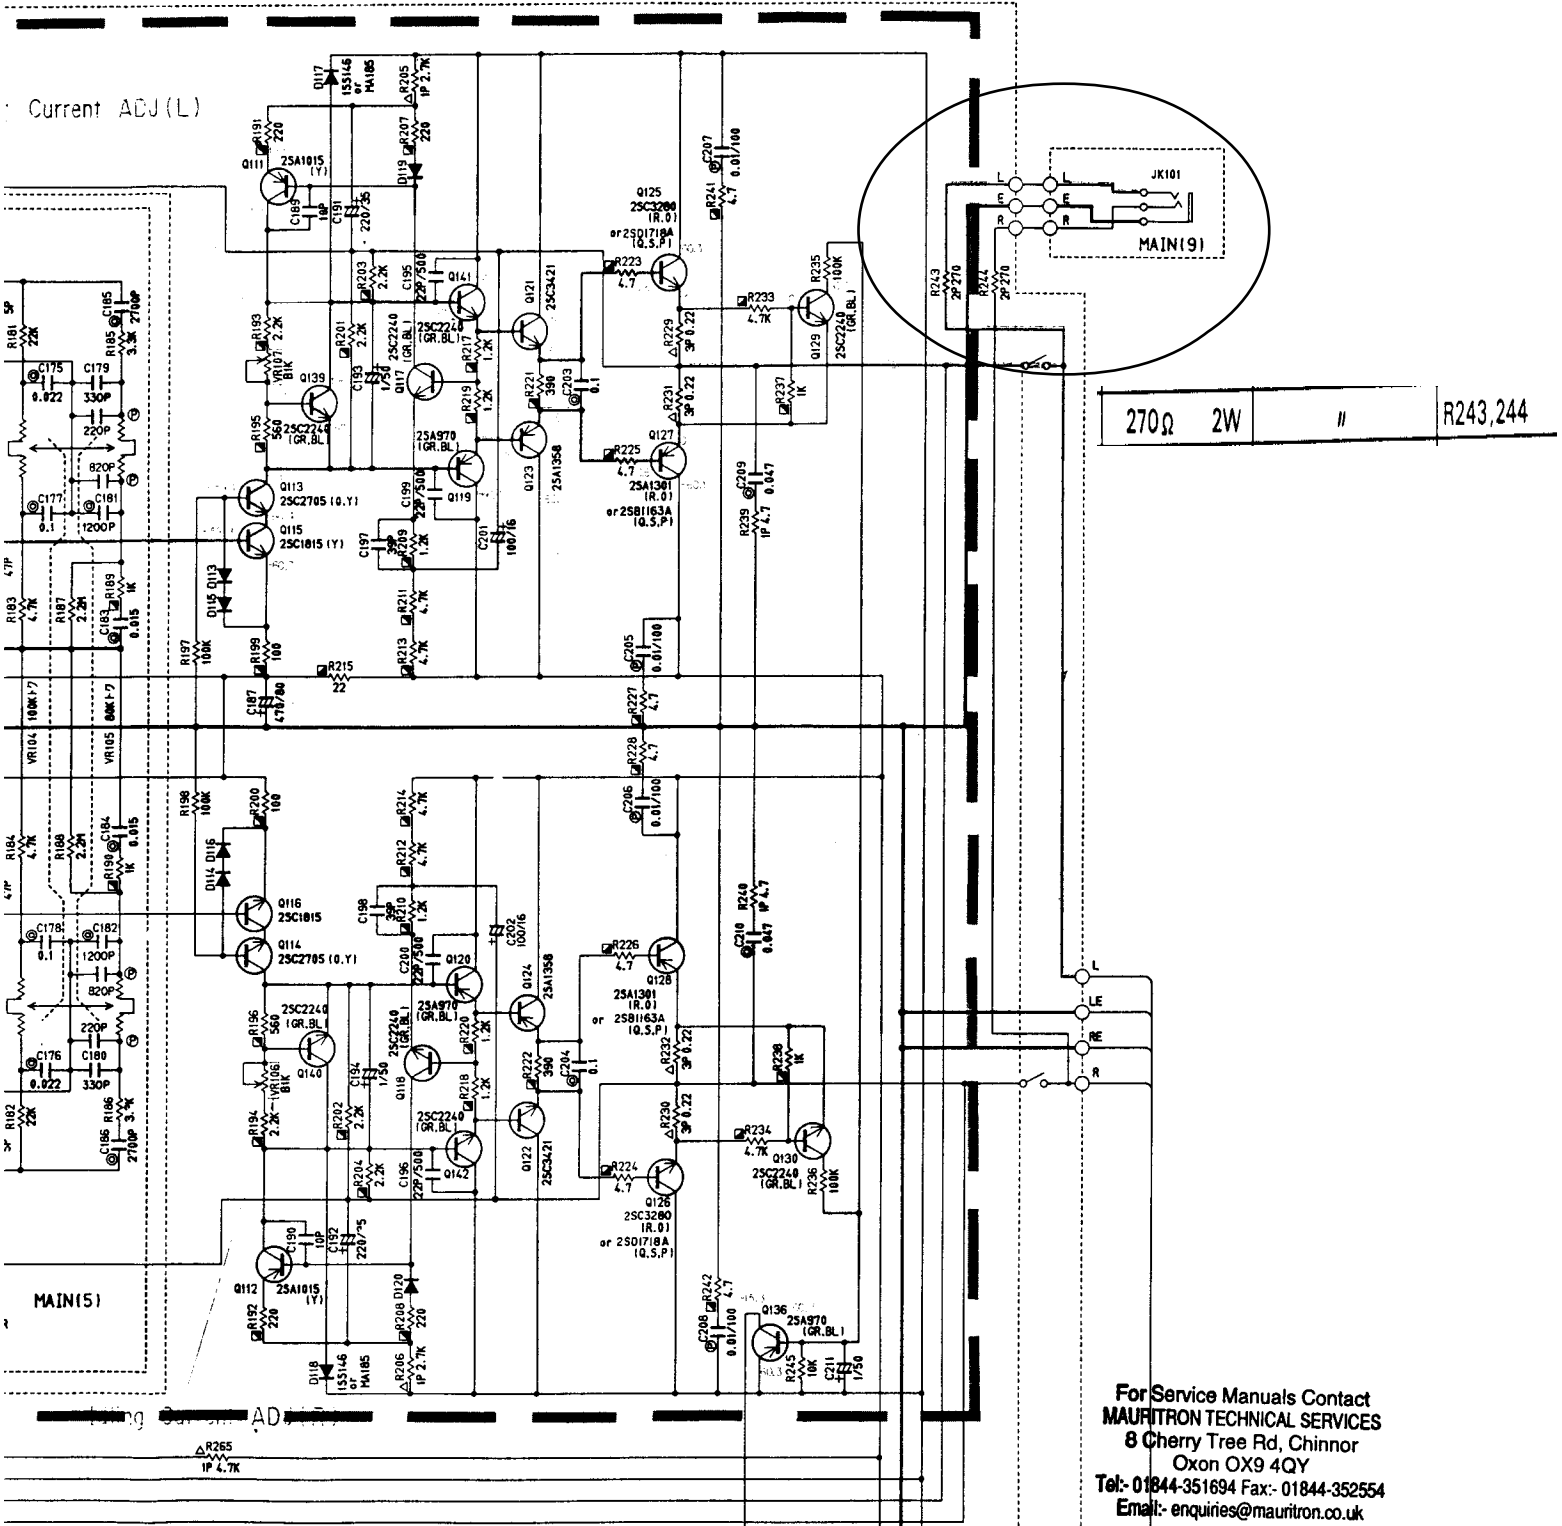 Current ADJ(L)
D117
1SS146
or
MA185
R205
1P 2.7K
R191
220
R207
220
D119
Q111
2SA1015
(Y)
C189
10P
C191
220/35
C207
0.01/100
R241
4.7
Q125
2SC3280
(R.O)
or 2SD1718A
(Q.S.P)
JK101
L
E
R
L
E
R
MAIN(9)
R243
2P270
R244
2P270
R203
2.2K
C195
22P/500
Q141
R223
4.7
R235
100K
Q121
2SC3421
R233
4.7K
Q129
2SC2240
(GR.BL)
5P
R181
22K
C185
2700P
R185
3.3K
R193
2.2K
VR107
B1K
R201
2.2K
2SC2240
(GR.BL)
2SC2240
(GR.BL)
R217
1.2K
R229
3P 0.22
C175
0.022
C179
330P
220P
Q139
C193
1/50
Q117
R219
1.2K
R221
390
C203
0.1
R231
3P 0.22
R237
1K
270Ω 2W
〃
R243,244
R195
560
2SC2240
(GR.BL)
2SA970
(GR.BL)
Q123
2SA1358
R225
4.7
Q127
2SA1301
(R.O)
or 2SB1163A
(Q.S.P)
820P
C177
0.1
C181
1200P
Q113
2SC2705 (O.Y)
Q115
2SC1815 (Y)
C199
22P/500
Q119
C209
0.047
R239
1P 4.7
C197
39P
R209
1.2K
C201
100/16
47P
R183
4.7K
R187
2.2M
R189
1K
C183
0.015
D113
D115
R211
4.7K
R197
100K
R199
100
R213
4.7K
C205
0.01/100
R215
22
C187
470/80
R227
4.7
VR104 100K
VR105 80K
R228
4.7
R198
100K
R200
100
R214
4.7K
C206
0.01/100
R184
4.7K
47P
R188
2.2M
C184
0.015
R190
1K
D116
D114
R212
4.7K
Q116
2SC1815
C198
39P
R210
1.2K
C202
100/16
R240
1P 4.7
C210
0.047
C178
0.1
C182
1200P
820P
Q114
2SC2705 (O.Y)
C200
22P/500
Q120
Q124
2SA1358
R226
4.7
Q128
2SA1301
(R.O)
or 2SB1163A
(Q.S.P)
L
LE
RE
R
R196
560
2SC2240
(GR.BL)
2SC2240
(GR.BL)
2SA970
(GR.BL)
R220
1.2K
220P
C176
0.022
C180
330P
Q140
VR106
B1K
C194
1/50
Q118
R218
1.2K
R222
390
C204
0.1
R232
3P 0.22
R238
1K
R182
22K
R186
C186
2700P
5P
R194
2.2K
R202
2.2K
2SC2240
(GR.BL)
R230
3P 0.22
R234
4.7K
Q130
2SC2240
(GR.BL)
R204
2.2K
C196
22P/500
Q142
Q122
2SC3421
R224
4.7
Q126
2SC3280
(R.O)
or 2SD1718A
(Q.S.P)
R236
100K
C190
10P
C192
220/35
Q112
2SA1015
(Y)
D120
R242
4.7
MAIN(5)
R192
220
R208
220
C208
0.01/100
Q136
2SA970
(GR.BL)
D118
1SS146
or
MA185
R206
1P 2.7K
R245
10K
C211
1/50
R265
1P 4.7K
For Service Manuals Contact
MAURITRON TECHNICAL SERVICES
8 Cherry Tree Rd, Chinnor
Oxon OX9 4QY
Tel:- 01844-351694 Fax:- 01844-352554
Email:- enquiries@mauritron.co.uk